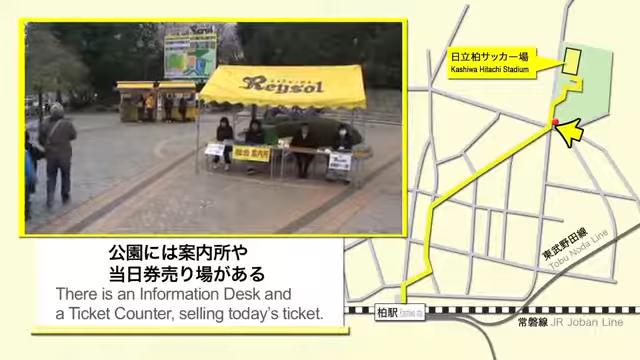 Reysol
総合案内所
日立柏サッカー場
Kashiwa Hitachi Stadium
公園には案内所や
当日券売り場がある
There is an Information Desk and
a Ticket Counter, selling today's ticket.
東武野田線
Tobu Noda Line
柏駅
常磐線 JR Joban Line